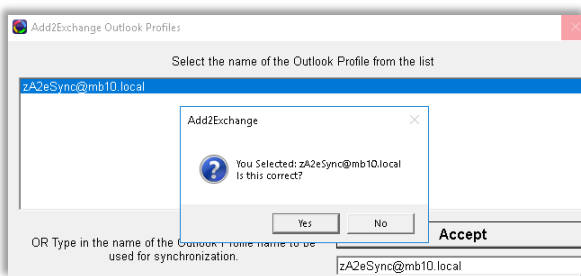 Add2Exchange Outlook Profiles
Select the name of the Outlook Profile from the list
zA2eSync@mb10.local
Add2Exchange
You Selected: zA2eSync@mb10.local
Is this correct?
Yes
No
Accept
OR Type in the name of the Outlook Profile name to be
used for synchronization.
zA2eSync@mb10.local